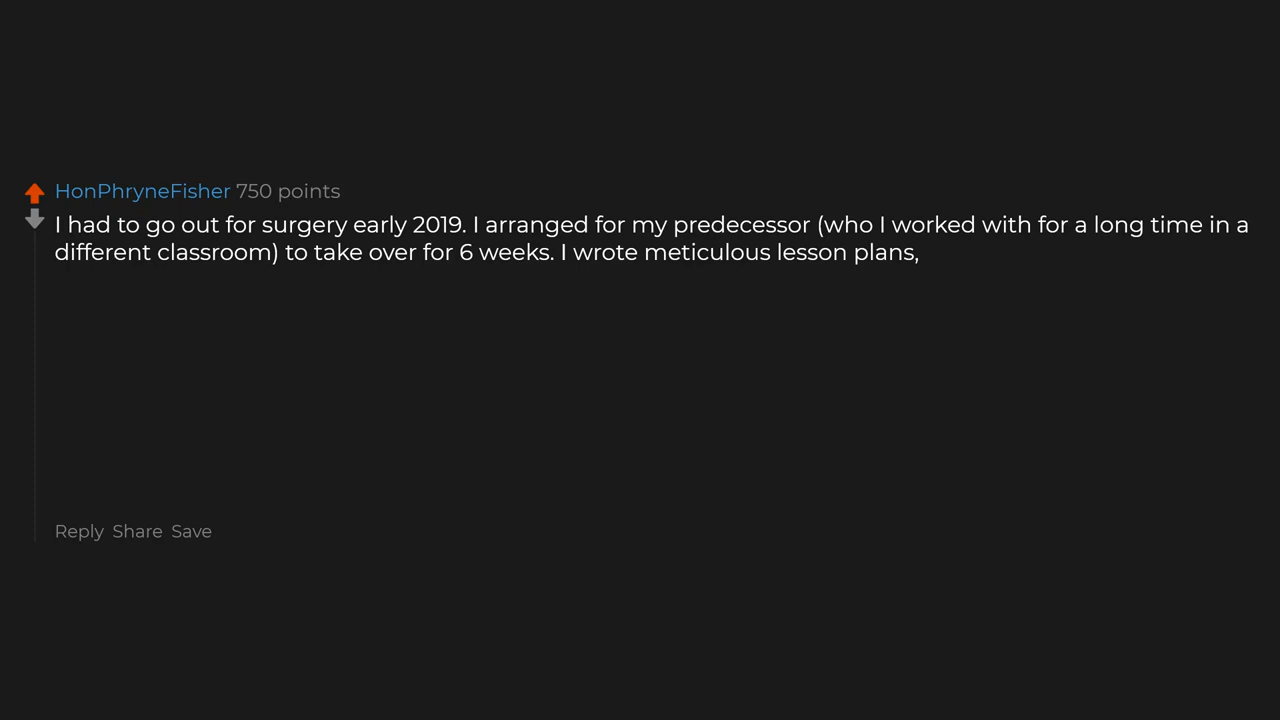 HonPhryneFisher 750 points
I had to go out for surgery early 2019. I arranged for my predecessor (who I worked with for a long time in a
different classroom) to take over for 6 weeks. I wrote meticulous lesson plans,
Reply Share Save